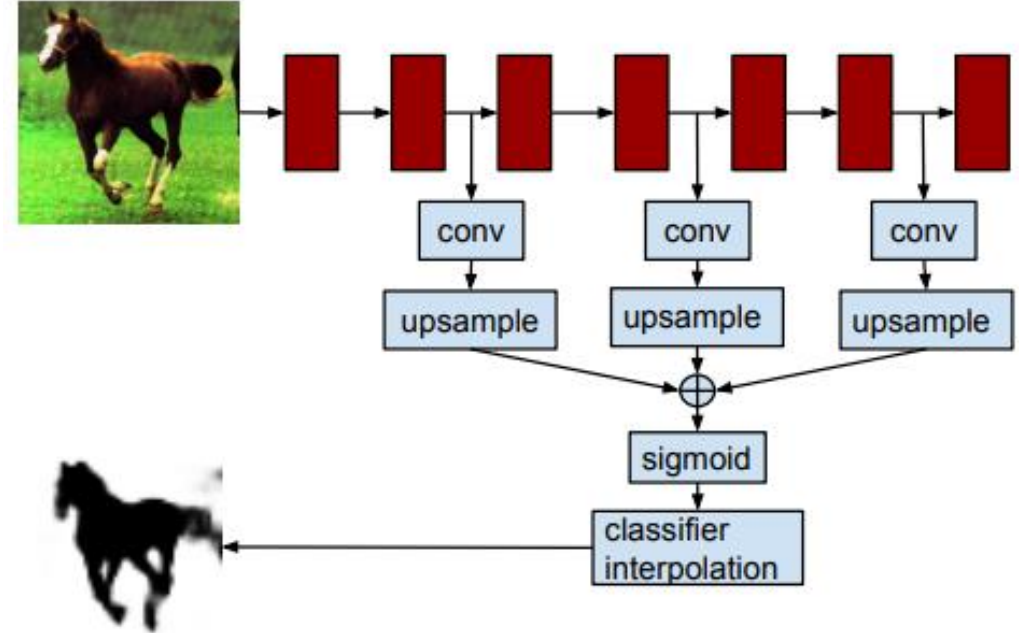 conv
conv
conv
upsample
upsample
upsample
sigmoid
classifier
interpolation